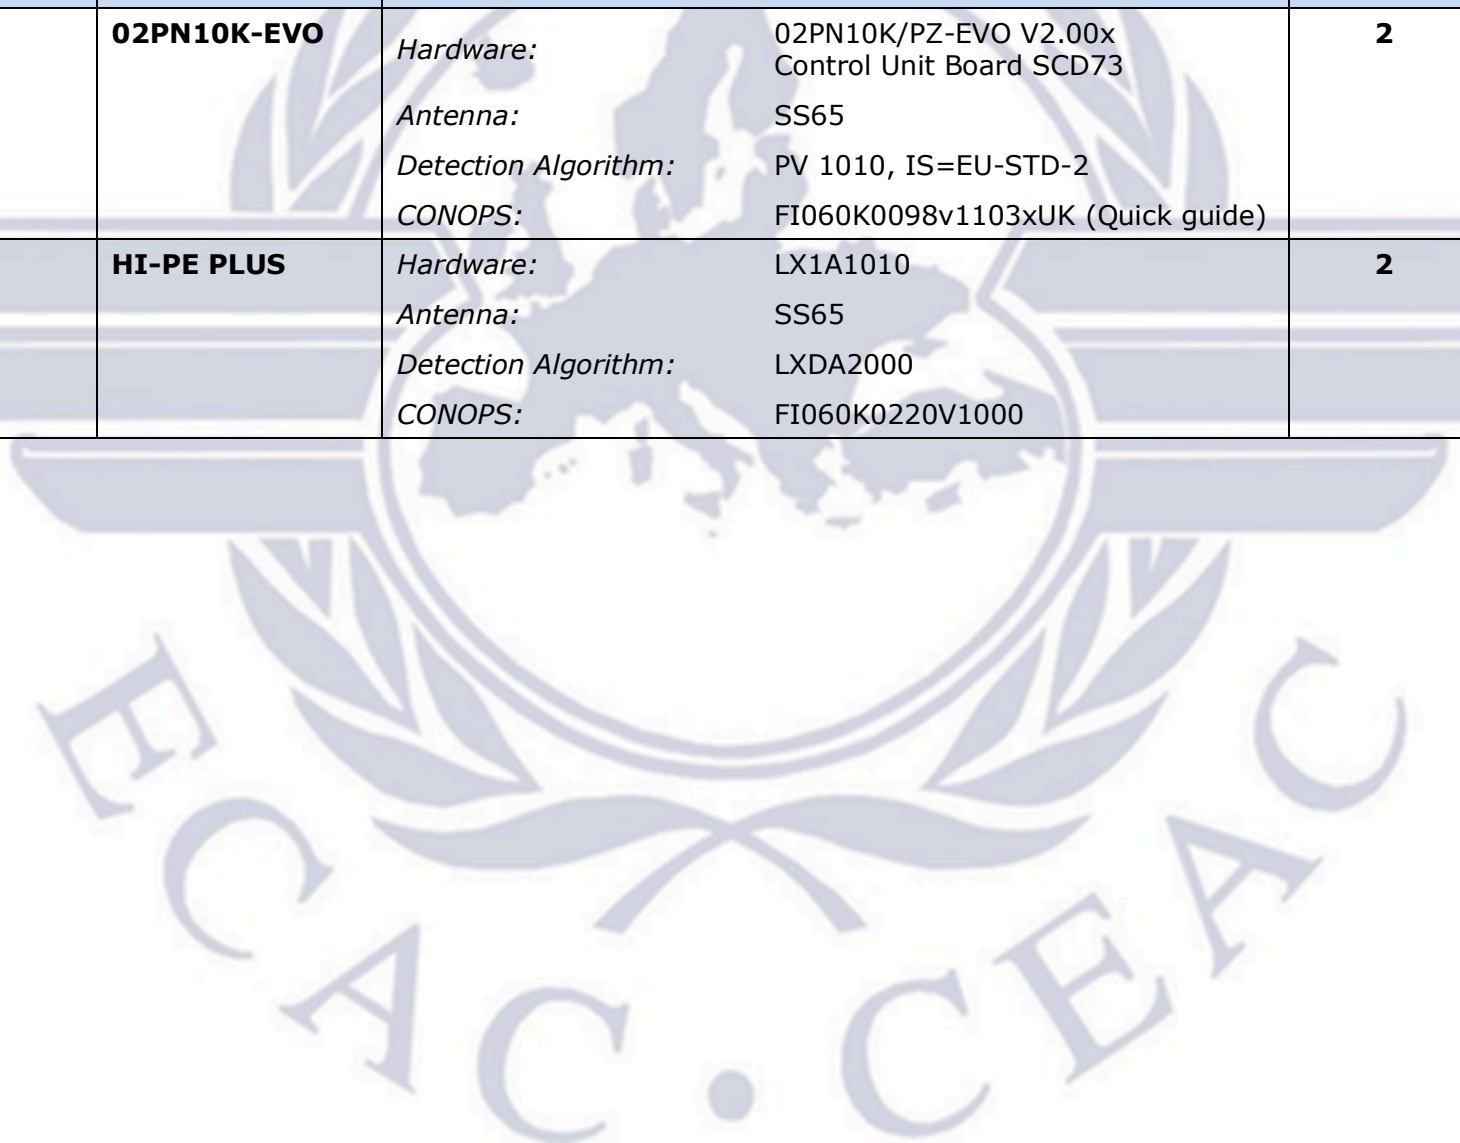 02PN10K-EVO
Hardware: 02PN10K/PZ-EVO V2.00x
Control Unit Board SCD73
2
Antenna: SS65
Detection Algorithm: PV 1010, IS=EU-STD-2
CONOPS: FI060K0098v1103xUK (Quick guide)
HI-PE PLUS
Hardware: LX1A1010
2
Antenna: SS65
Detection Algorithm: LXDA2000
CONOPS: FI060K0220V1000
ECAC • CEAC